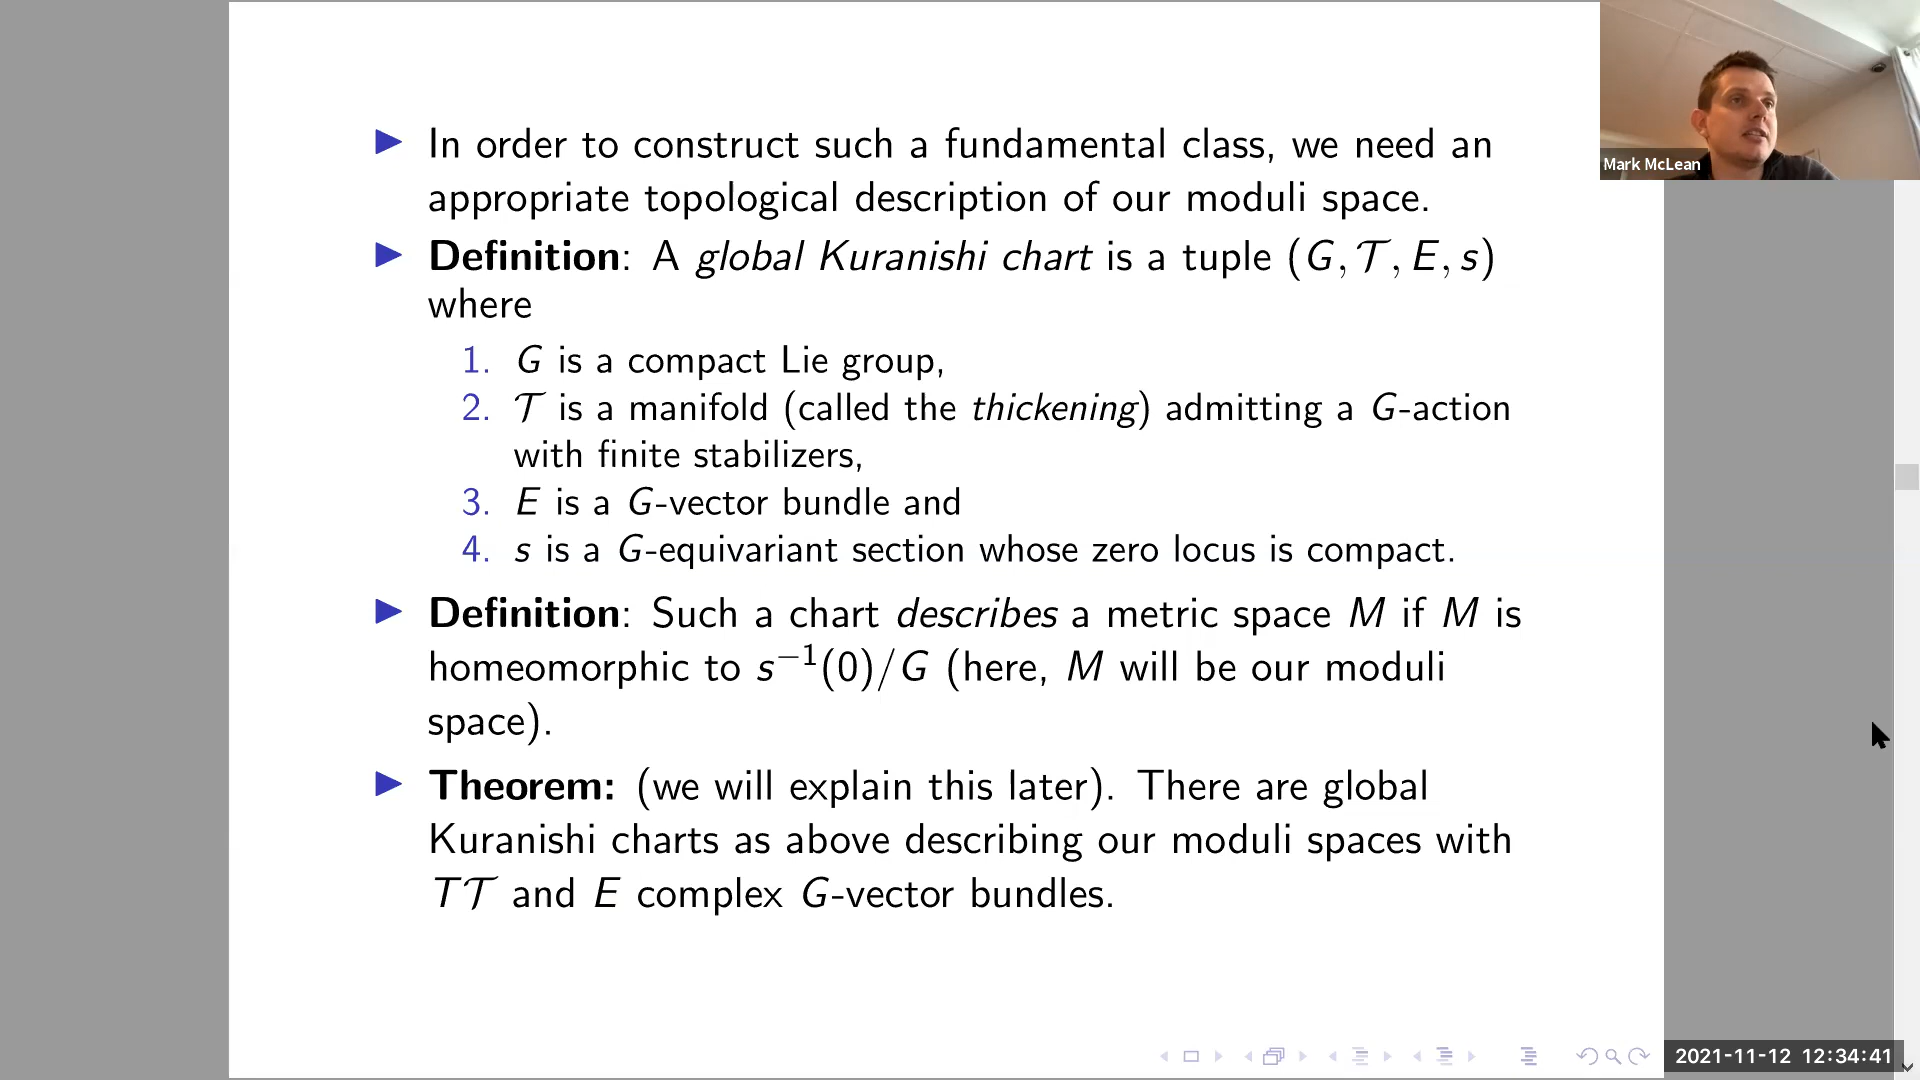 In order to construct such a fundamental class, we need an
appropriate topological description of our moduli space.
Definition: A global Kuranishi chart is a tuple (G, 𝒯, E, s)
where
1. G is a compact Lie group,
2. 𝒯 is a manifold (called the thickening) admitting a G-action
with finite stabilizers,
3. E is a G-vector bundle and
4. s is a G-equivariant section whose zero locus is compact.
Definition: Such a chart describes a metric space M if M is
homeomorphic to s⁻¹(0)/G (here, M will be our moduli
space).
Theorem: (we will explain this later). There are global
Kuranishi charts as above describing our moduli spaces with
T𝒯 and E complex G-vector bundles.
Mark McLean
2021-11-12 12:34:41